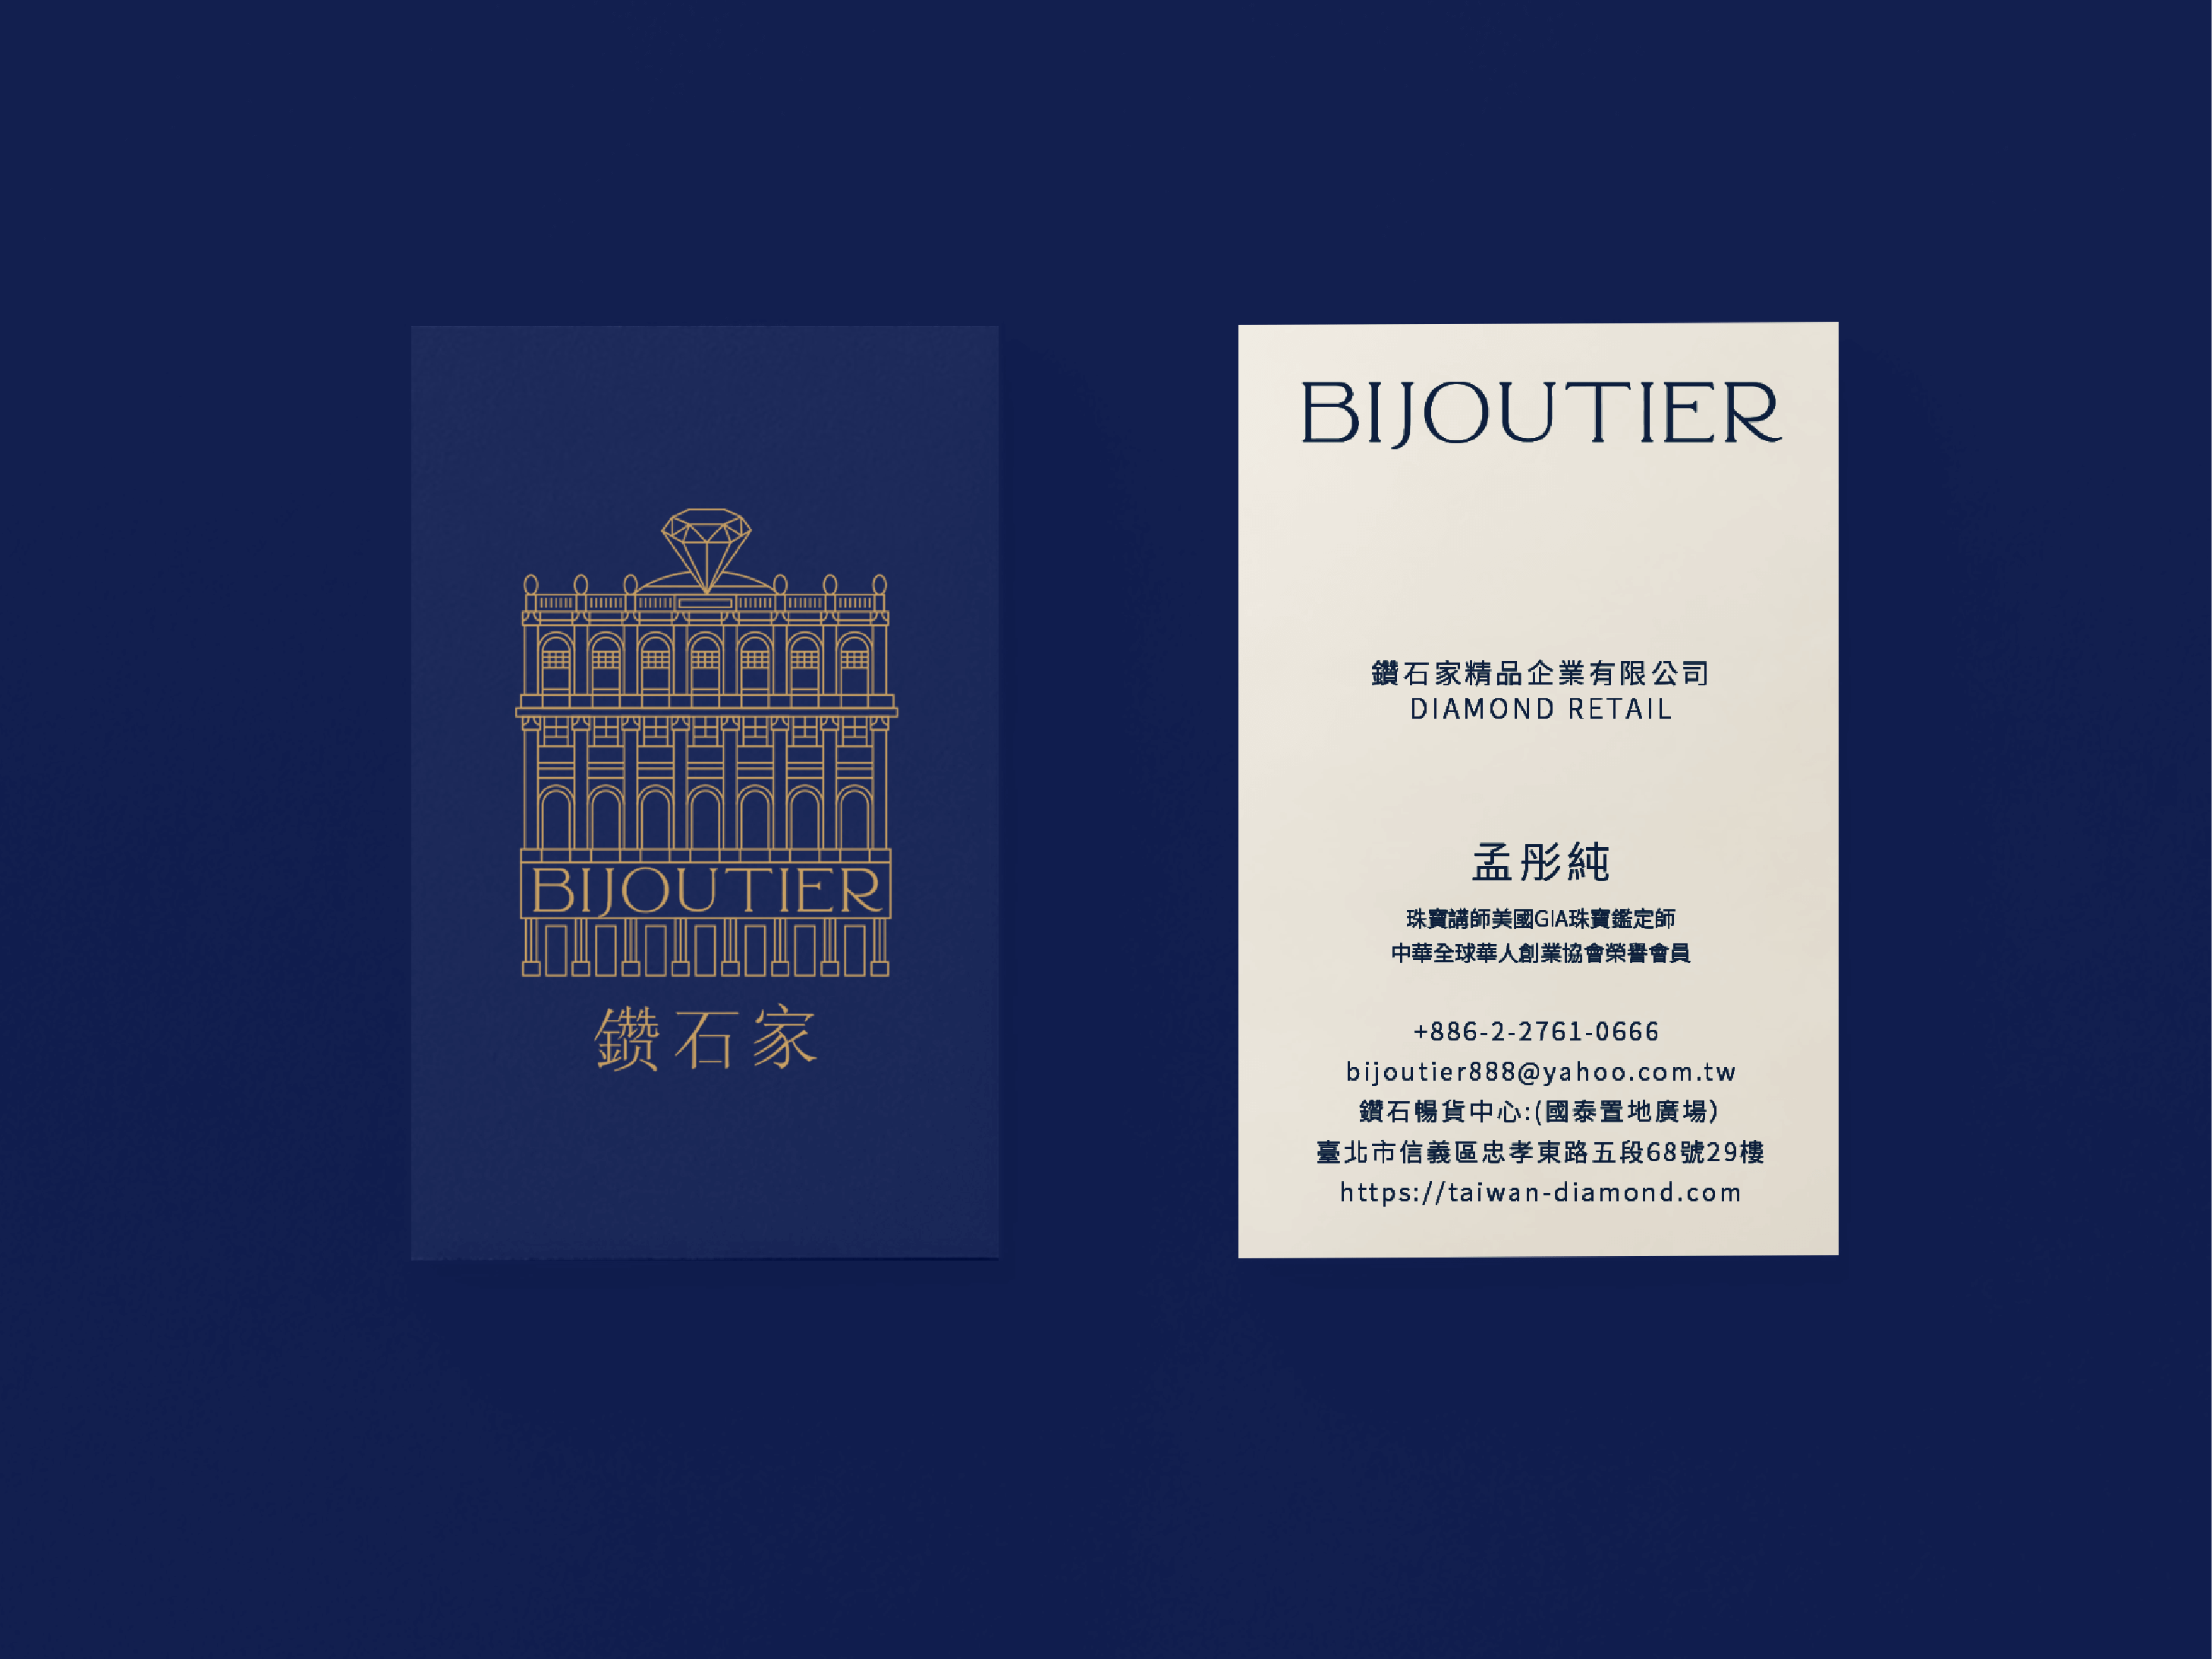 BIJOUTIER
鑽石家
BIJOUTIER
鑽石家精品企業有限公司
DIAMOND RETAIL
孟彤純
珠寶講師美國GIA珠寶鑑定師
中華全球華人創業協會榮譽會員
+886-2-2761-0666
bijoutier888@yahoo.com.tw
鑽石暢貨中心:(國泰置地廣場)
臺北市信義區忠孝東路五段68號29樓
https://taiwan-diamond.com